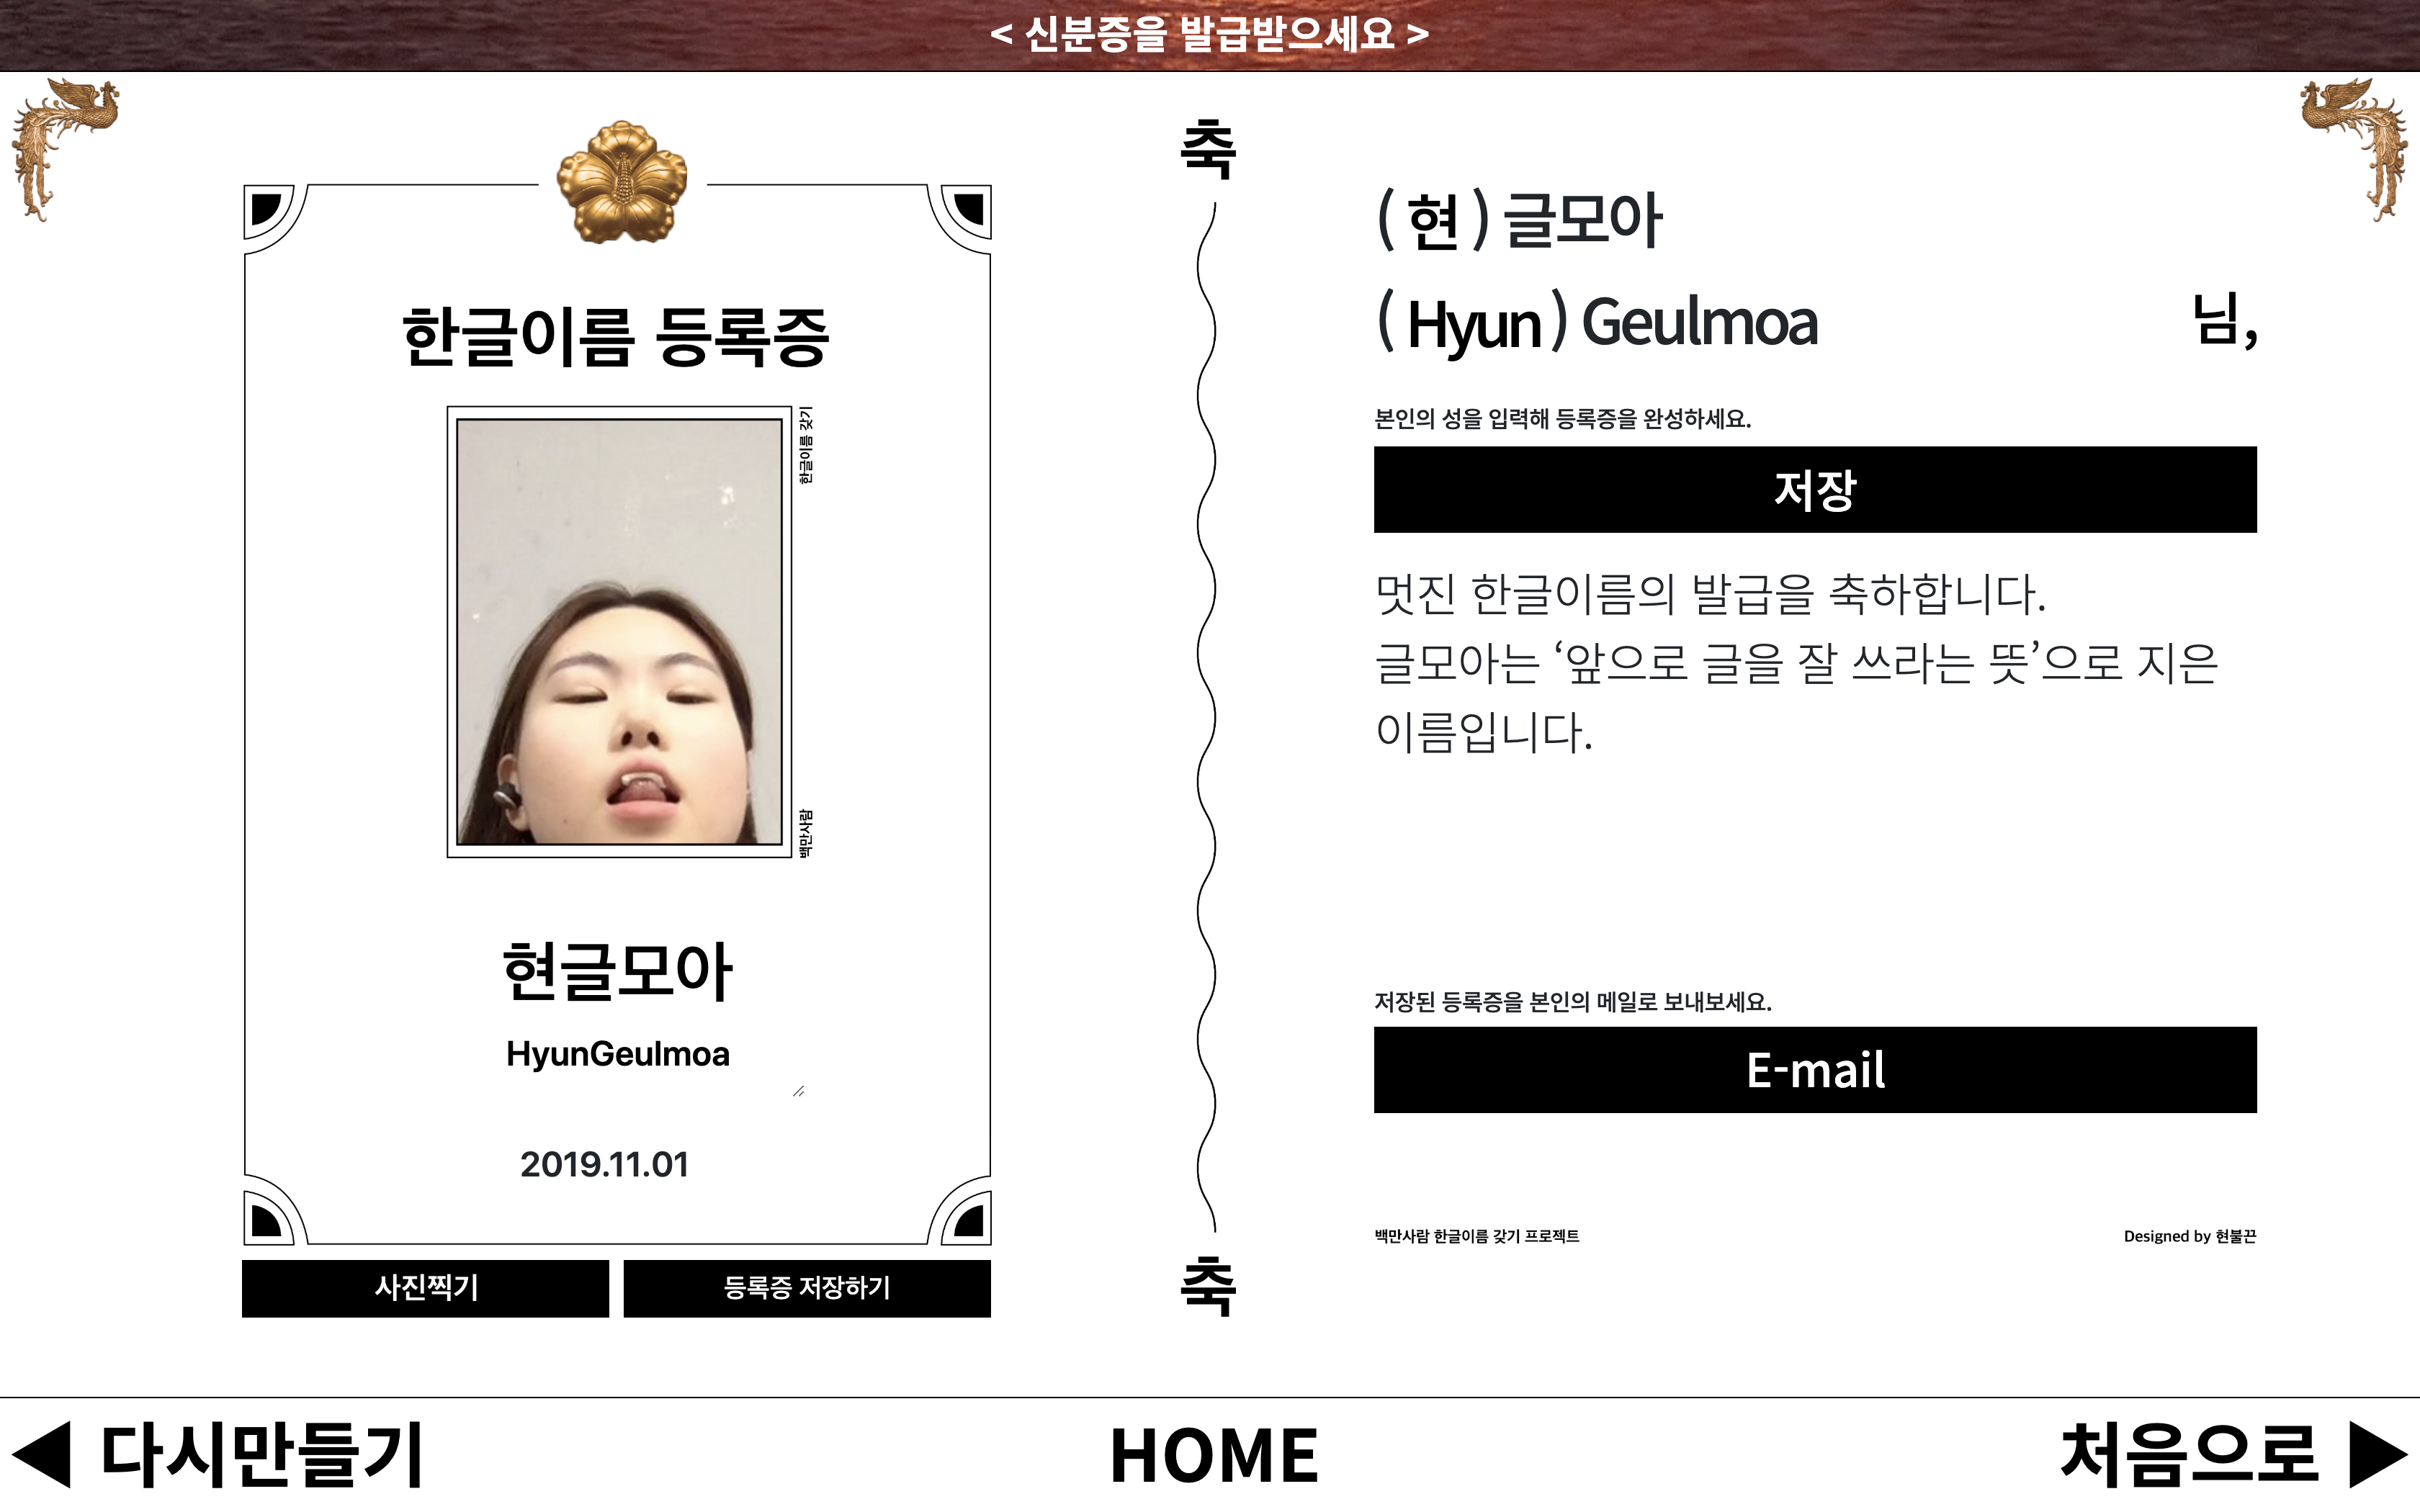 < 신분증을 발급받으세요 >
축
한글이름 등록증
한글이름 갖기
백만사람
현글모아
HyunGeulmoa
2019.11.01
사진찍기
등록증 저장하기
축
( 현 ) 글모아
( Hyun ) Geulmoa
님,
본인의 성을 입력해 등록증을 완성하세요.
저장
멋진 한글이름의 발급을 축하합니다.
글모아는 ‘앞으로 글을 잘 쓰라는 뜻’으로 지은
이름입니다.
저장된 등록증을 본인의 메일로 보내보세요.
E-mail
백만사람 한글이름 갖기 프로젝트
Designed by 현불끈
◀ 다시만들기
HOME
처음으로 ▶